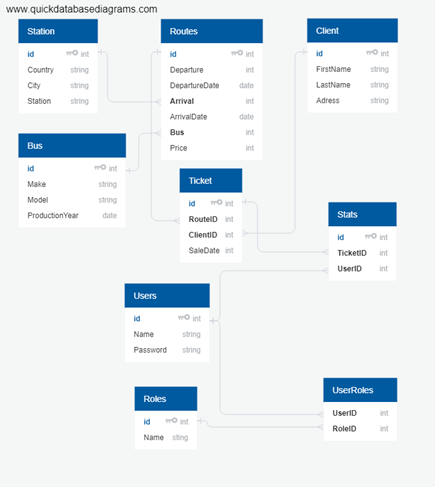 www.quickdatabasediagrams.com
Station
id int
Country string
City string
Station string
Routes
id int
Departure int
DepartureDate date
Arrival int
ArrivalDate date
Bus int
Price int
Client
id int
FirstName string
LastName string
Adress string
Bus
id int
Make string
Model string
ProductionYear date
Ticket
id int
RouteID int
ClientID int
SaleDate int
Stats
id int
TicketID int
UserID int
Users
id int
Name string
Password string
Roles
id int
Name sting
UserRoles
UserID int
RoleID int